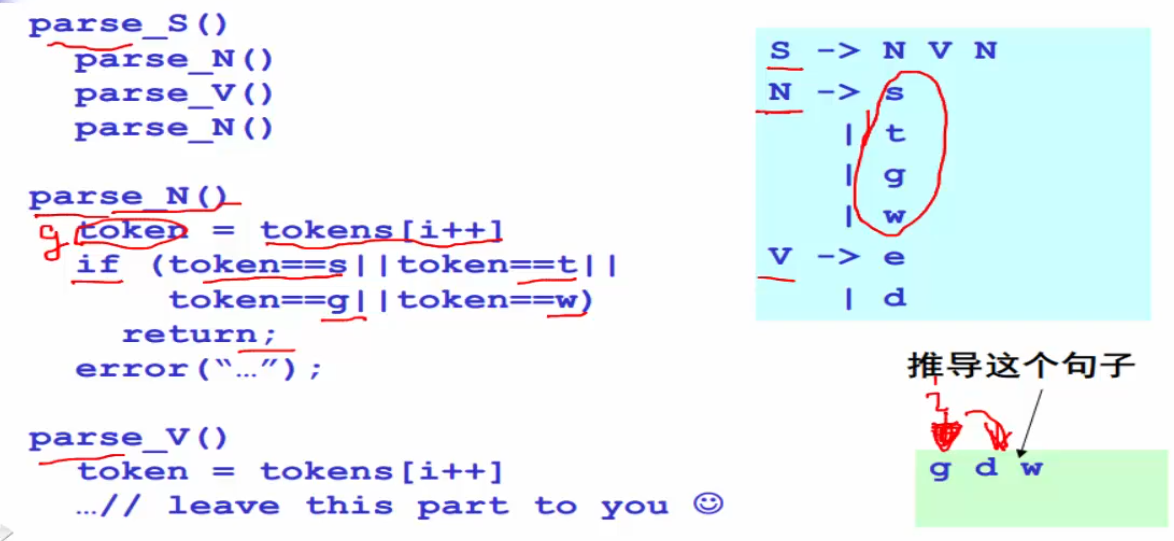 parse_S()
parse_N()
parse_V()
parse_N()
parse_N()
g token = tokens[i++]
if (token==s||token==t||
token==g||token==w)
return;
error(“…”);
parse_V()
token = tokens[i++]
…// leave this part to you ☺
S -> N V N
N -> s
| t
| g
| w
V -> e
| d
推导这个句子
g d w